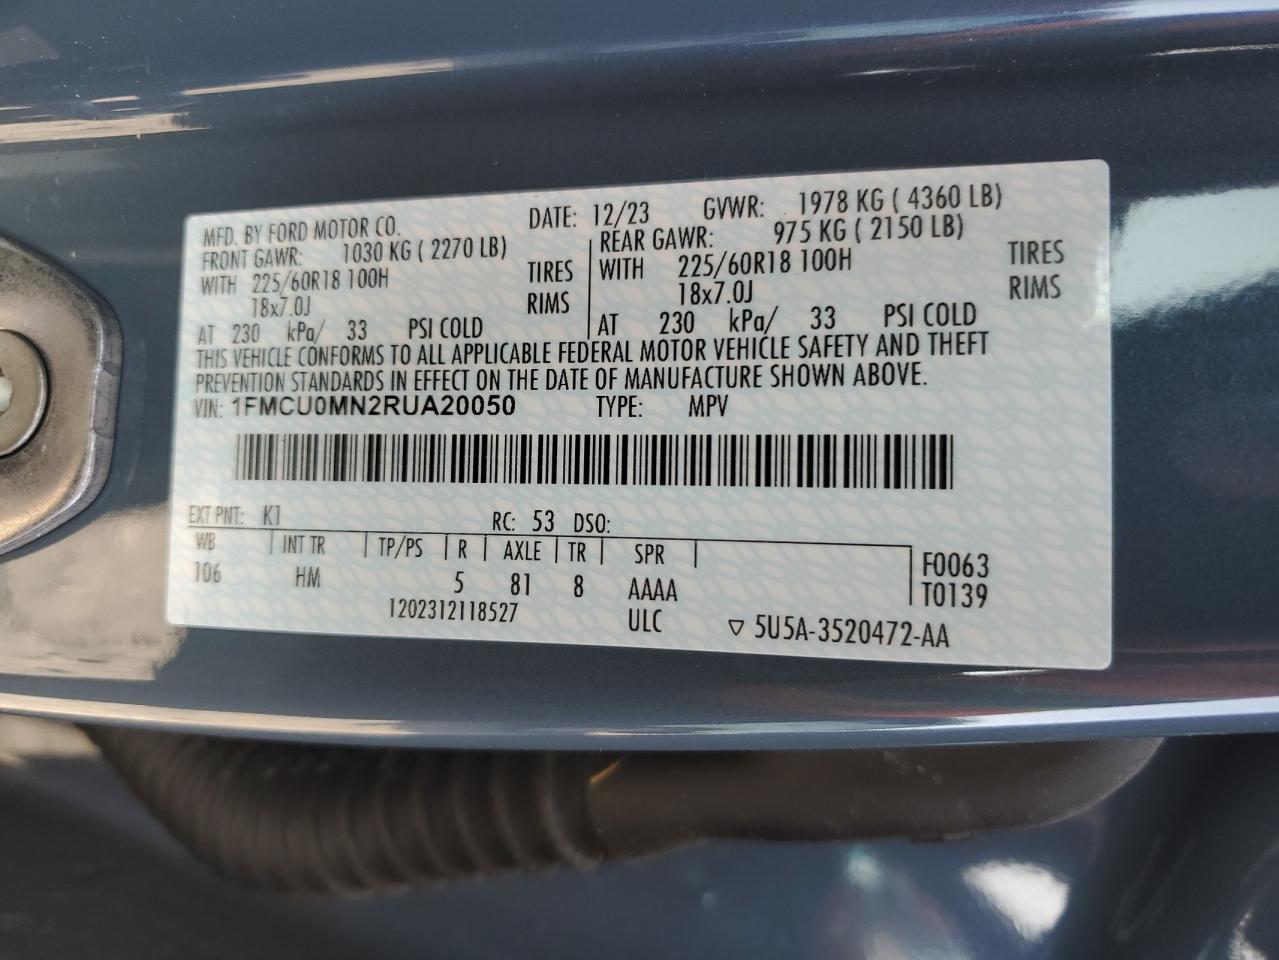 MFD. BY FORD MOTOR CO. DATE: 12/23 GVWR: 1978 KG ( 4360 LB)
FRONT GAWR: 1030 KG ( 2270 LB) REAR GAWR: 975 KG ( 2150 LB)
WITH 225/60R18 100H TIRES WITH 225/60R18 100H TIRES
18x7.0J RIMS 18x7.0J RIMS
AT 230 kPa/ 33 PSI COLD AT 230 kPa/ 33 PSI COLD
THIS VEHICLE CONFORMS TO ALL APPLICABLE FEDERAL MOTOR VEHICLE SAFETY AND THEFT
PREVENTION STANDARDS IN EFFECT ON THE DATE OF MANUFACTURE SHOWN ABOVE.
VIN: 1FMCU0MN2RUA20050 TYPE: MPV
EXT PNT: K1 RC: 53 DSO:
WB INT TR TP/PS R AXLE TR SPR F0063
106 HM 5 81 8 AAAA T0139
1202312118527 ULC ▽ 5U5A-3520472-AA